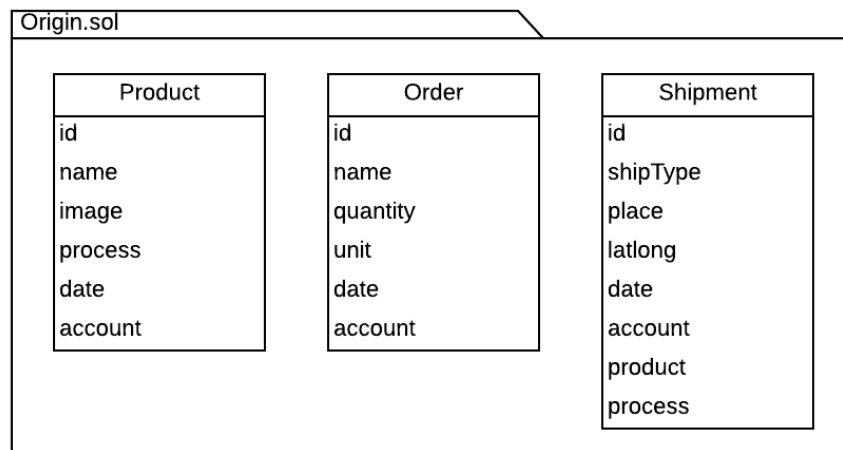 Origin.sol
Product
id
name
image
process
date
account
Order
id
name
quantity
unit
date
account
Shipment
id
shipType
place
latlong
date
account
product
process